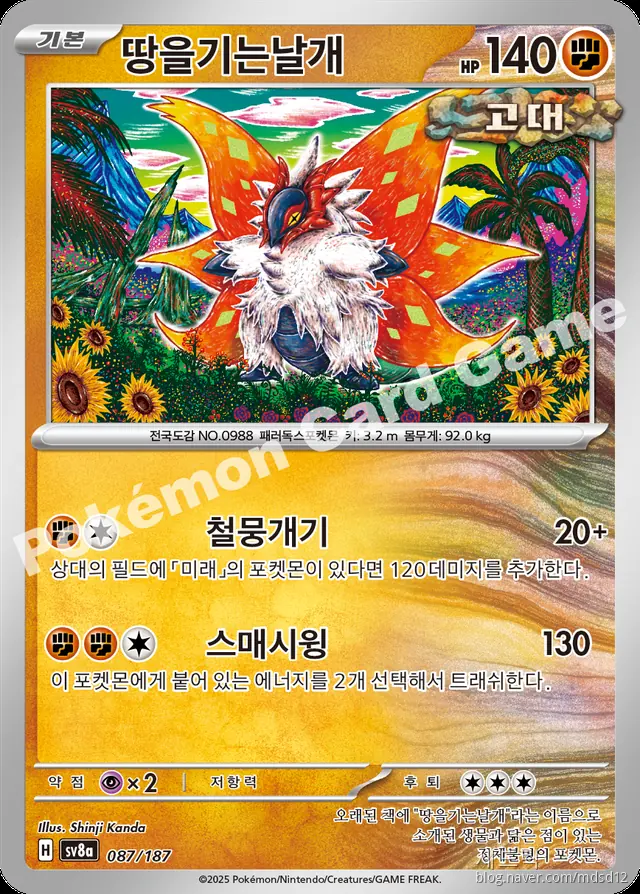 기본 땅을기는날개 HP 140
고대
전국도감 NO.0988 패러독스포켓몬 키: 3.2 m 몸무게: 92.0 kg
철뭉개기 20+
상대의 필드에 「미래」의 포켓몬이 있다면 120데미지를 추가한다.
스매시윙 130
이 포켓몬에게 붙어 있는 에너지를 2개 선택해서 트래쉬한다.
약점 ×2 저항력 후퇴
오래된 책에 "땅을기는날개"라는 이름으로
소개된 생물과 닮은 점이 있는
정체불명의 포켓몬.
Illus. Shinji Kanda
H sv8a 087/187
©2025 Pokémon/Nintendo/Creatures/GAME FREAK.
Pokémon Card Game
blog.naver.com/mdsd12